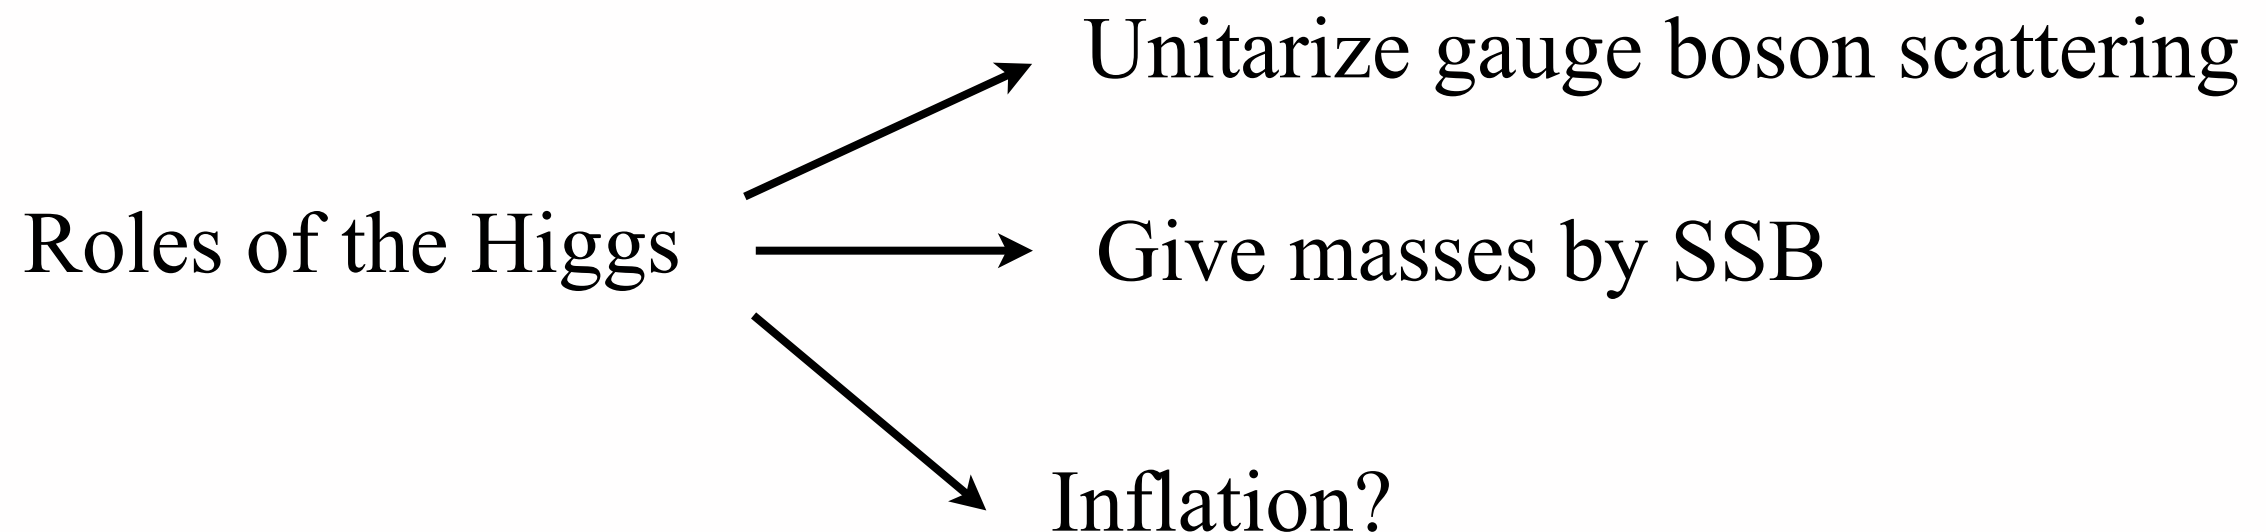 Unitarize gauge boson scattering
Roles of the Higgs
Give masses by SSB
Inflation?